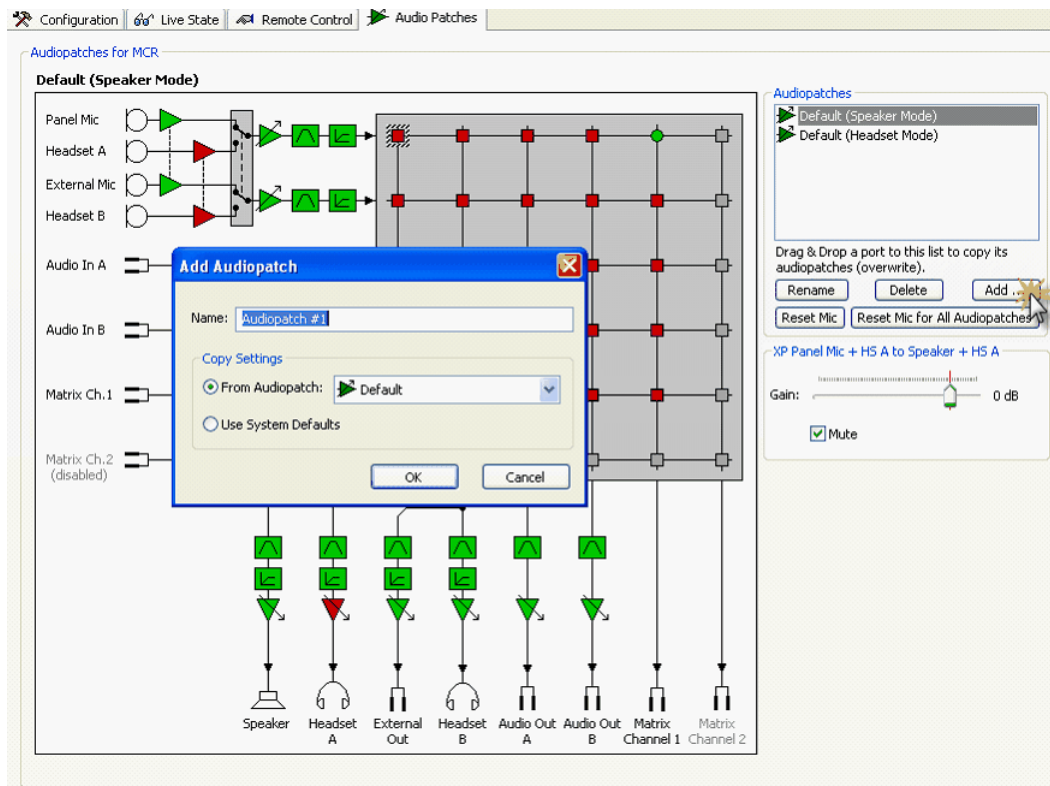 Configuration
Live State
Remote Control
Audio Patches
Audiopatches for MCR
Default (Speaker Mode)
Panel Mic
Headset A
External Mic
Headset B
Audio In A
Audio In B
Matrix Ch.1
Matrix Ch.2
(disabled)
Add Audiopatch
Name: Audiopatch #1
Copy Settings
From Audiopatch: Default
Use System Defaults
OK
Cancel
Speaker
Headset
A
External
Out
Headset
B
Audio Out
A
Audio Out
B
Matrix
Channel 1
Matrix
Channel 2
Audiopatches
Default (Speaker Mode)
Default (Headset Mode)
Drag & Drop a port to this list to copy its
audiopatches (overwrite).
Rename
Delete
Add ...
Reset Mic
Reset Mic for All Audiopatches
XP Panel Mic + HS A to Speaker + HS A
Gain: 0 dB
Mute